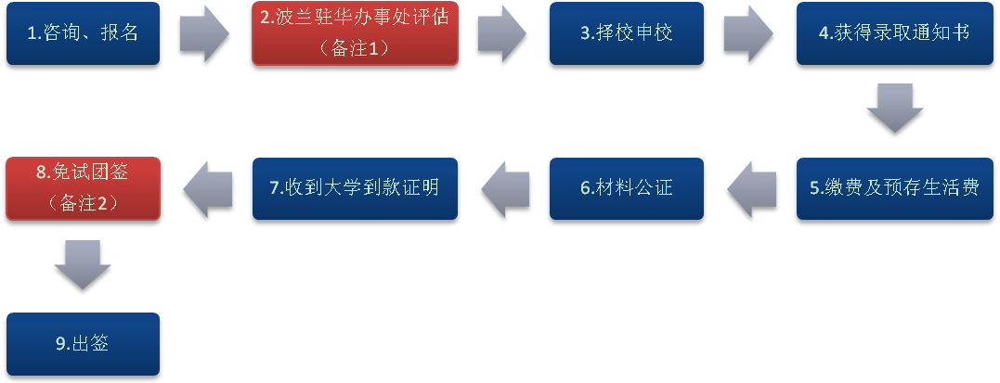 1.咨询、报名
2.波兰驻华办事处评估
（备注1）
3.择校申校
4.获得录取通知书
5.缴费及预存生活费
6.材料公证
7.收到大学到款证明
8.免试团签
（备注2）
9.出签